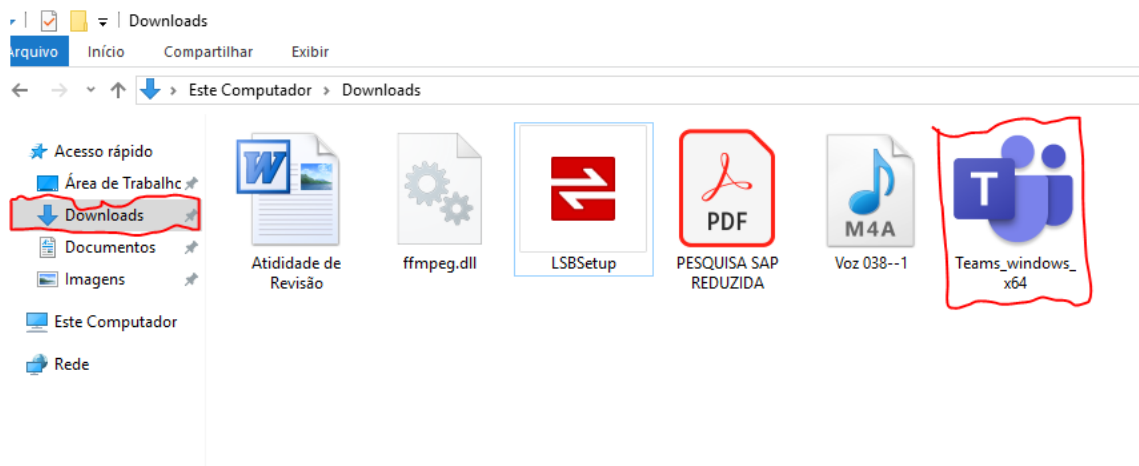 Downloads
Arquivo Início Compartilhar Exibir
Este Computador Downloads
Acesso rápido
Área de Trabalhc
Downloads
Documentos
Imagens
Este Computador
Rede
W
Atididade de
Revisão
ffmpeg.dll
LSBSetup
PDF
PESQUISA SAP
REDUZIDA
M4A
Voz 038--1
T
Teams_windows_
x64